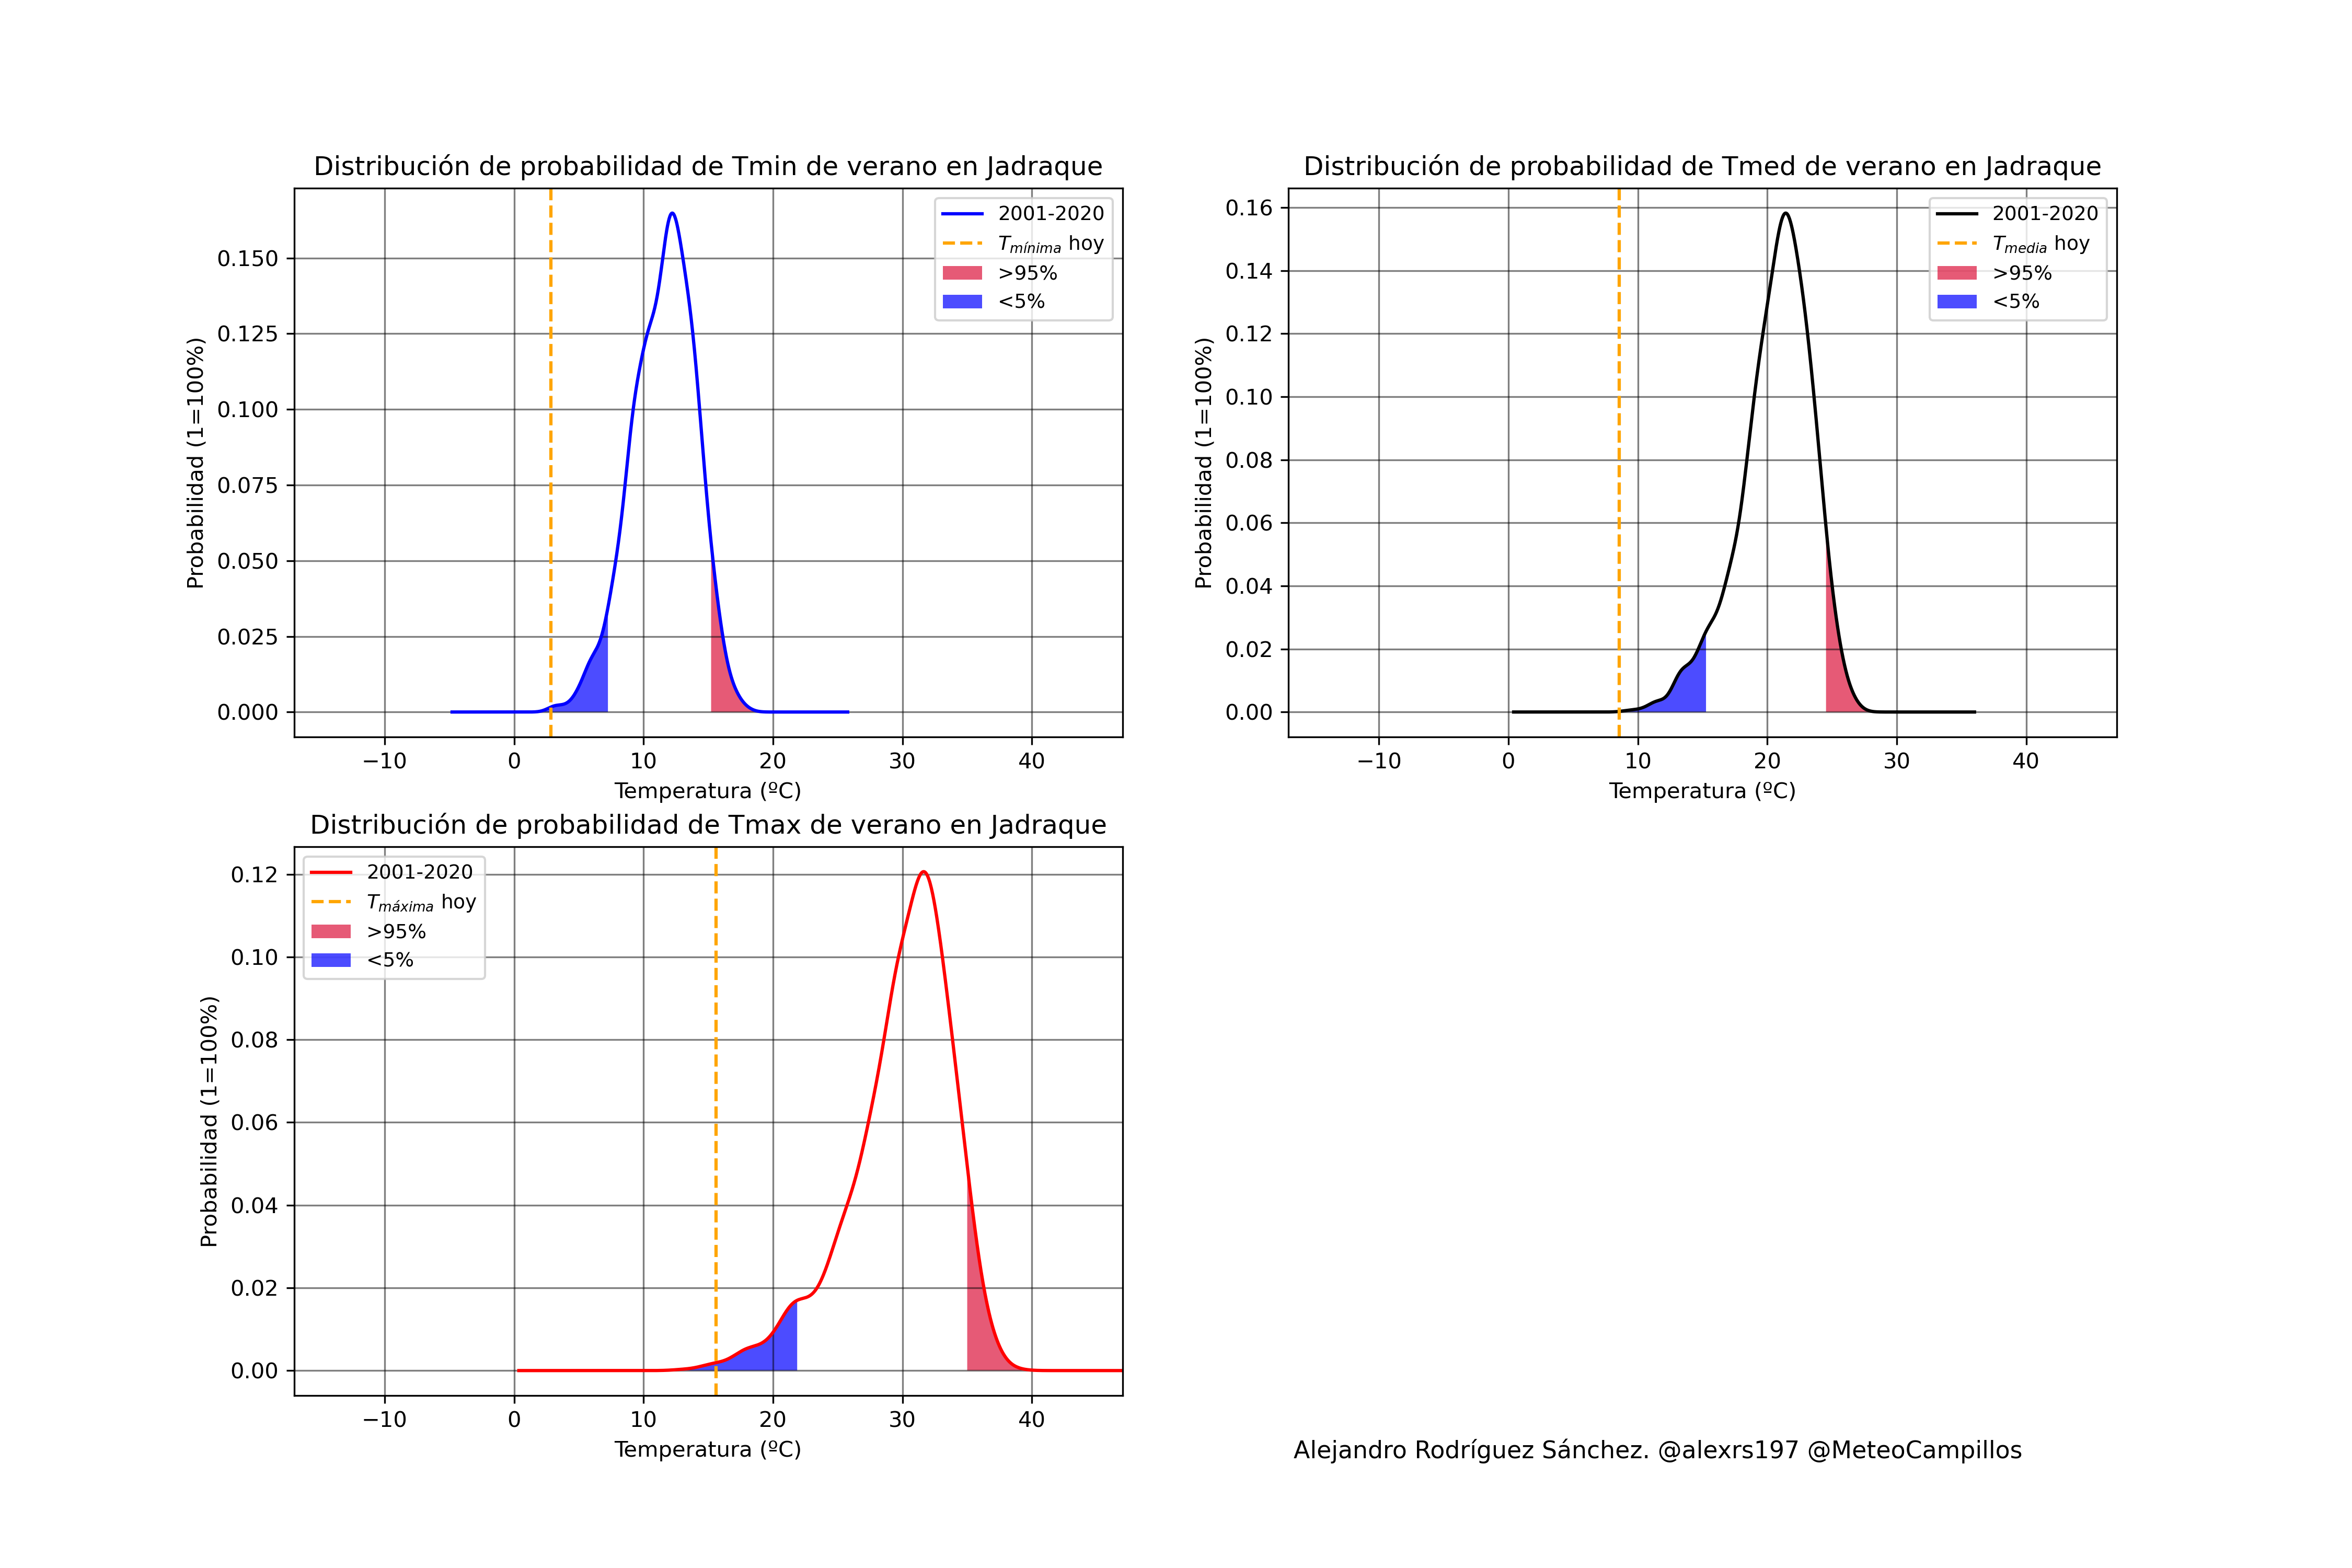 Distribución de probabilidad de Tmin de verano en Jadraque
Probabilidad (1=100%)
0.150
0.125
0.100
0.075
0.050
0.025
0.000
2001-2020
Tmínima hoy
>95%
<5%
−10 0 10 20 30 40
Temperatura (ºC)
Distribución de probabilidad de Tmed de verano en Jadraque
Probabilidad (1=100%)
0.16
0.14
0.12
0.10
0.08
0.06
0.04
0.02
0.00
2001-2020
Tmedia hoy
>95%
<5%
−10 0 10 20 30 40
Temperatura (ºC)
Distribución de probabilidad de Tmax de verano en Jadraque
Probabilidad (1=100%)
0.12
0.10
0.08
0.06
0.04
0.02
0.00
2001-2020
Tmáxima hoy
>95%
<5%
−10 0 10 20 30 40
Temperatura (ºC)
Alejandro Rodríguez Sánchez. @alexrs197 @MeteoCampillos